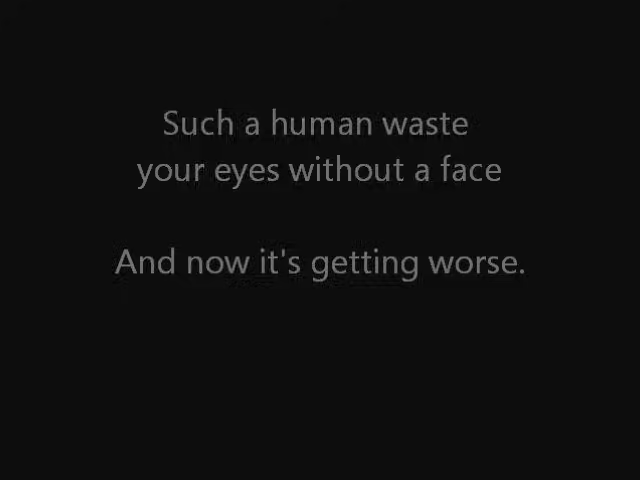 Such a human waste
your eyes without a face
And now it's getting worse.